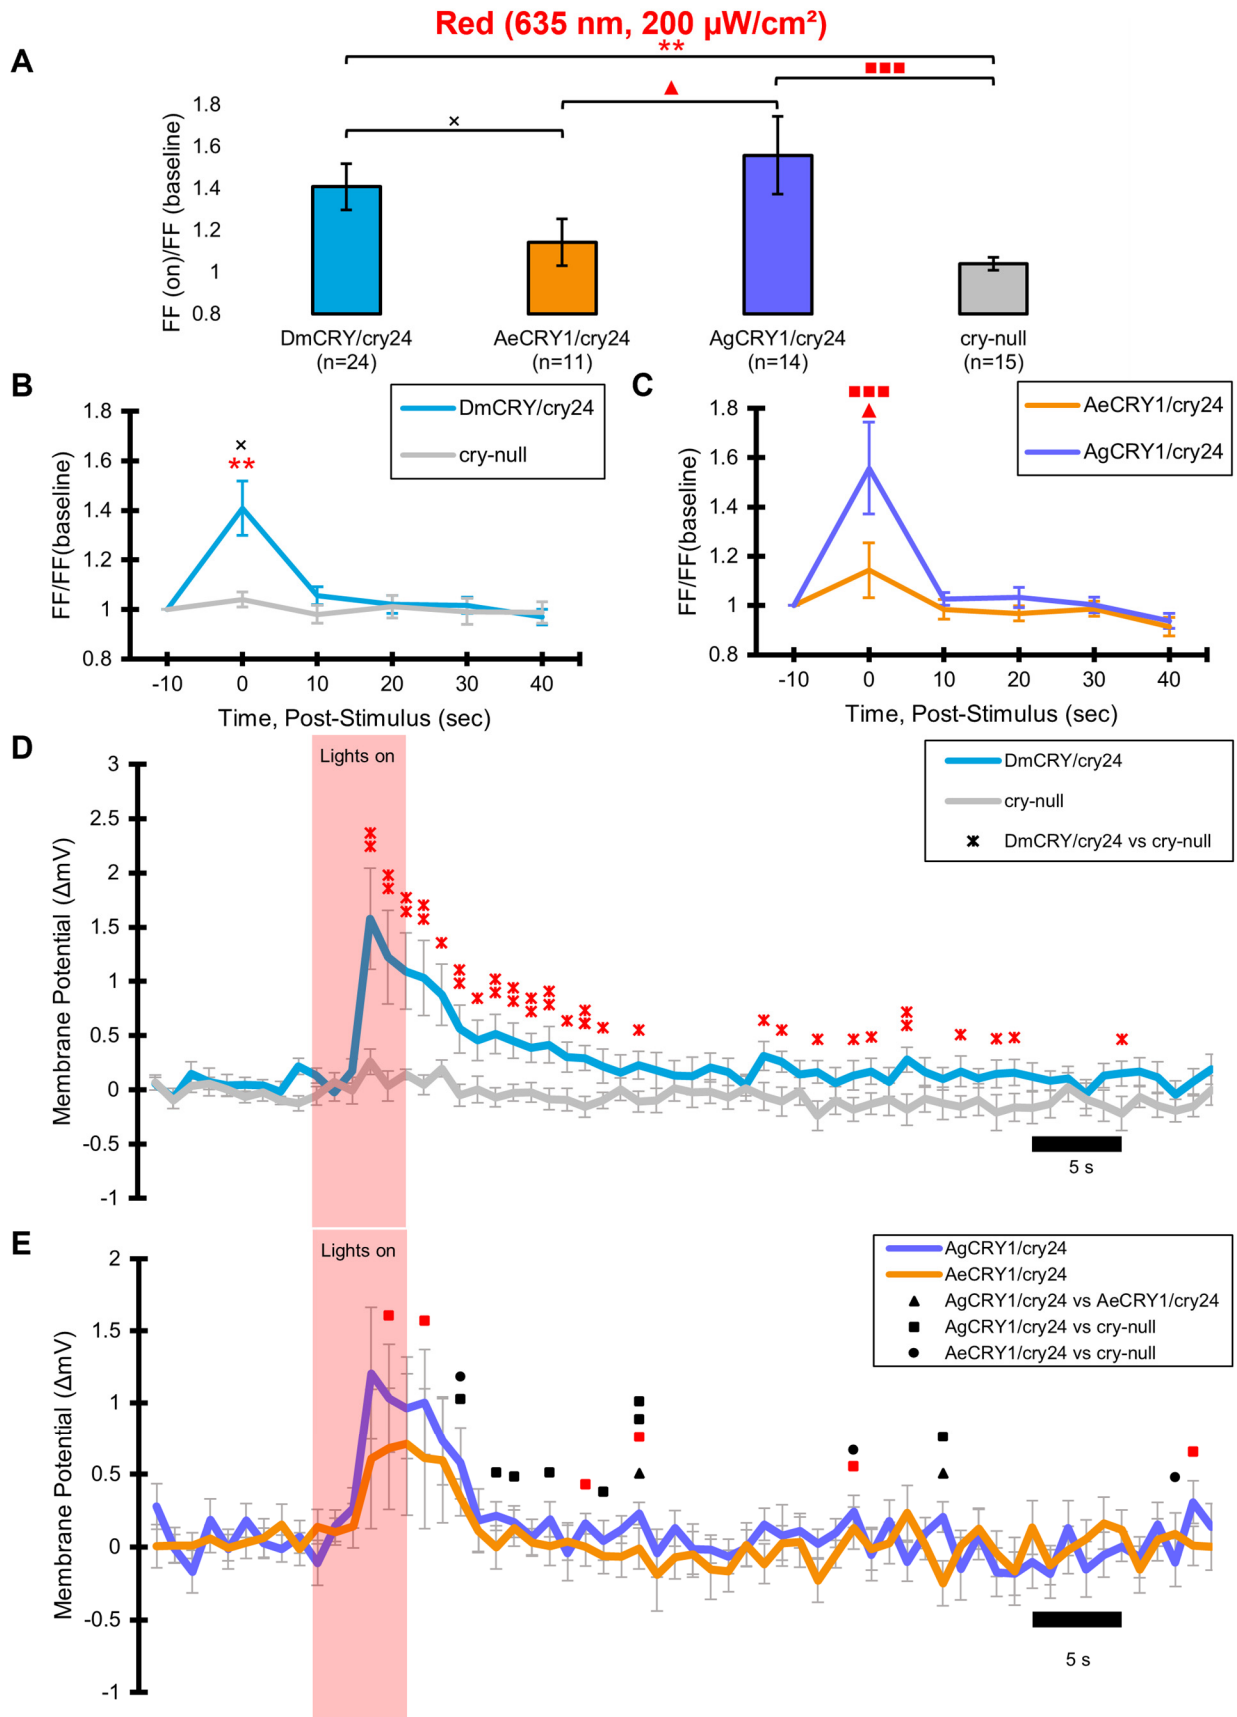 Red (635 nm, 200 µW/cm²)
A
**
×
FF (on)/FF (baseline)
1.8
1.6
1.4
1.2
1
0.8
DmCRY/cry24
(n=24)
AeCRY1/cry24
(n=11)
AgCRY1/cry24
(n=14)
cry-null
(n=15)
B
DmCRY/cry24
cry-null
×
**
FF/FF(baseline)
1.8
1.6
1.4
1.2
1
0.8
-10
0
10
20
30
40
Time, Post-Stimulus (sec)
C
AeCRY1/cry24
AgCRY1/cry24
FF/FF(baseline)
1.8
1.6
1.4
1.2
1
0.8
-10
0
10
20
30
40
Time, Post-Stimulus (sec)
D
Lights on
DmCRY/cry24
cry-null
DmCRY/cry24 vs cry-null
Membrane Potential (ΔmV)
3
2.5
2
1.5
1
0.5
0
-0.5
-1
5 s
E
Lights on
AgCRY1/cry24
AeCRY1/cry24
AgCRY1/cry24 vs AeCRY1/cry24
AgCRY1/cry24 vs cry-null
AeCRY1/cry24 vs cry-null
Membrane Potential (ΔmV)
2
1.5
1
0.5
0
-0.5
-1
5 s